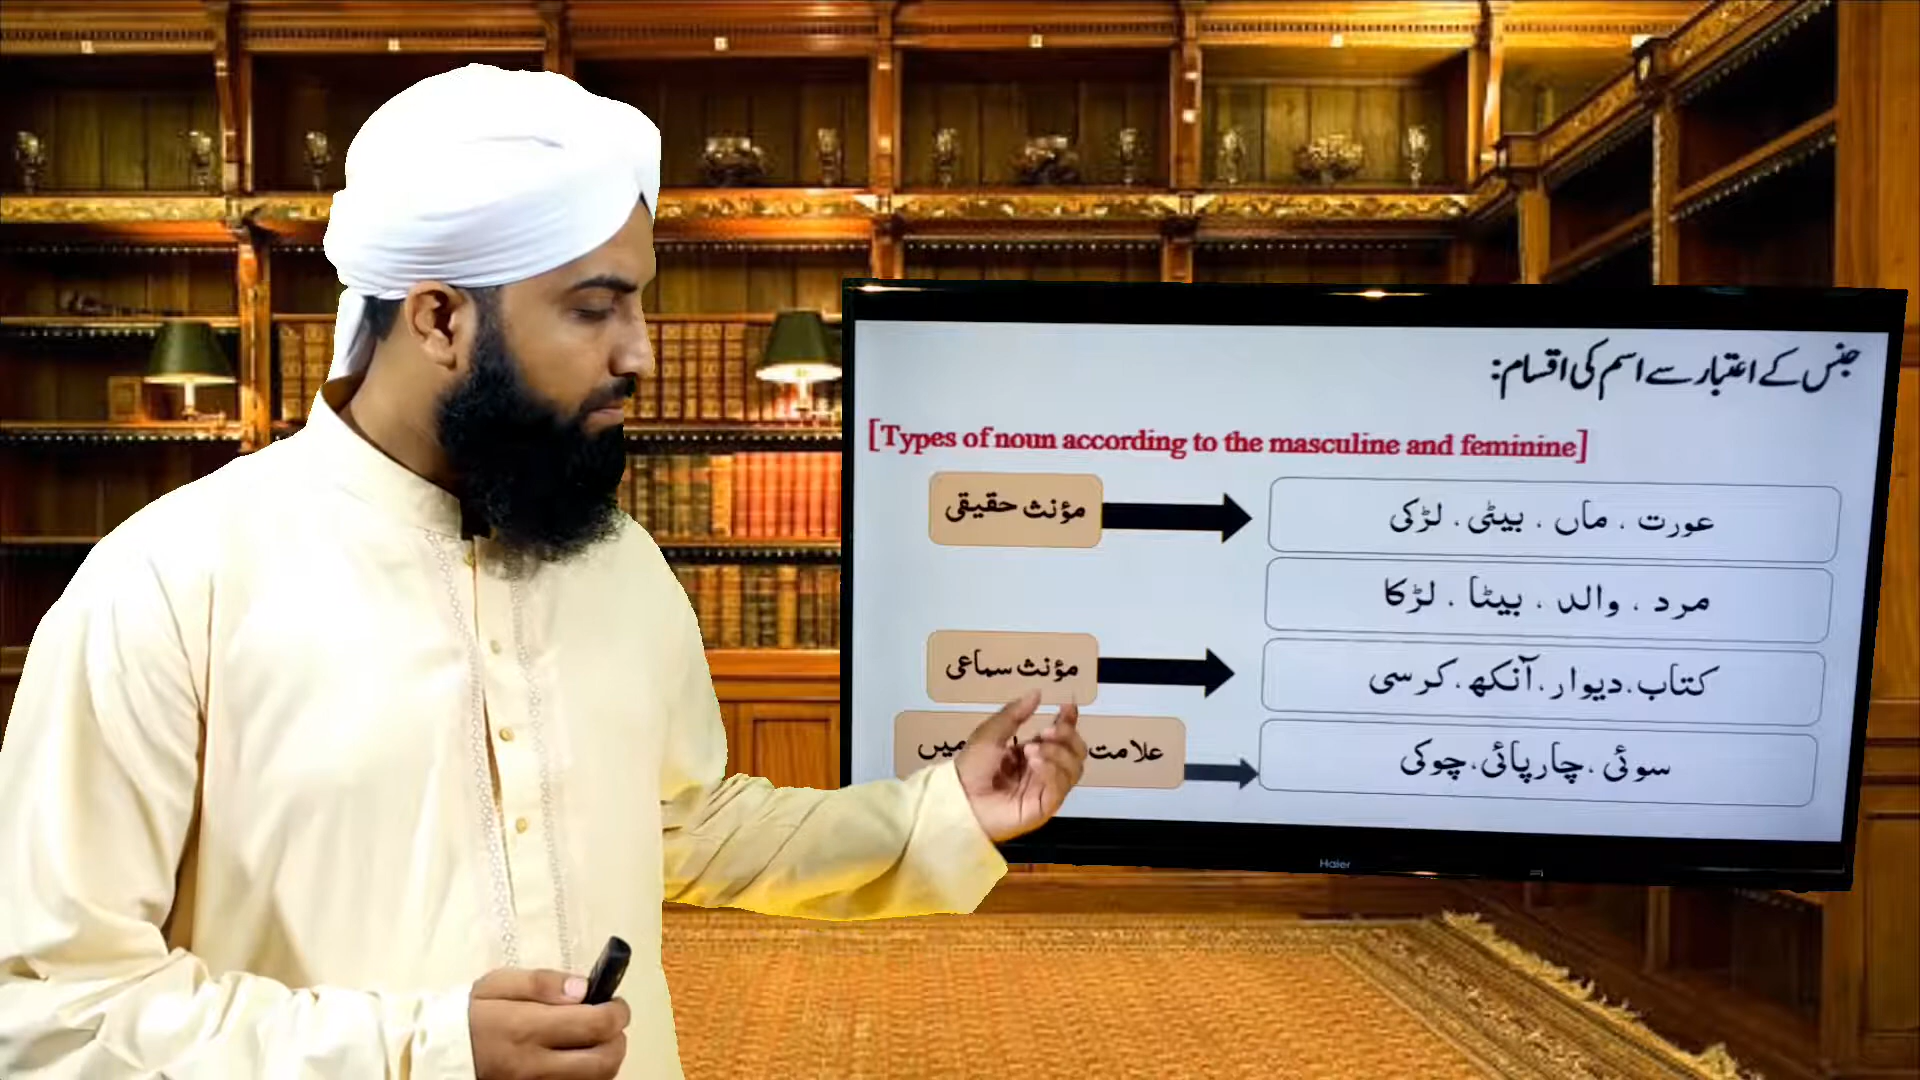 جنس کے اعتبار سے اسم کی اقسام:
[Types of noun according to the masculine and feminine]
مؤنث حقیقی
عورت ، ماں ، بیٹی ، لڑکی
مرد ، والد ، بیٹا ، لڑکا
مؤنث سماعی
کتاب، دیوار، آنکھ، کرسی
علامت میں
سوئی ، چارپائی، چوکی
Haier